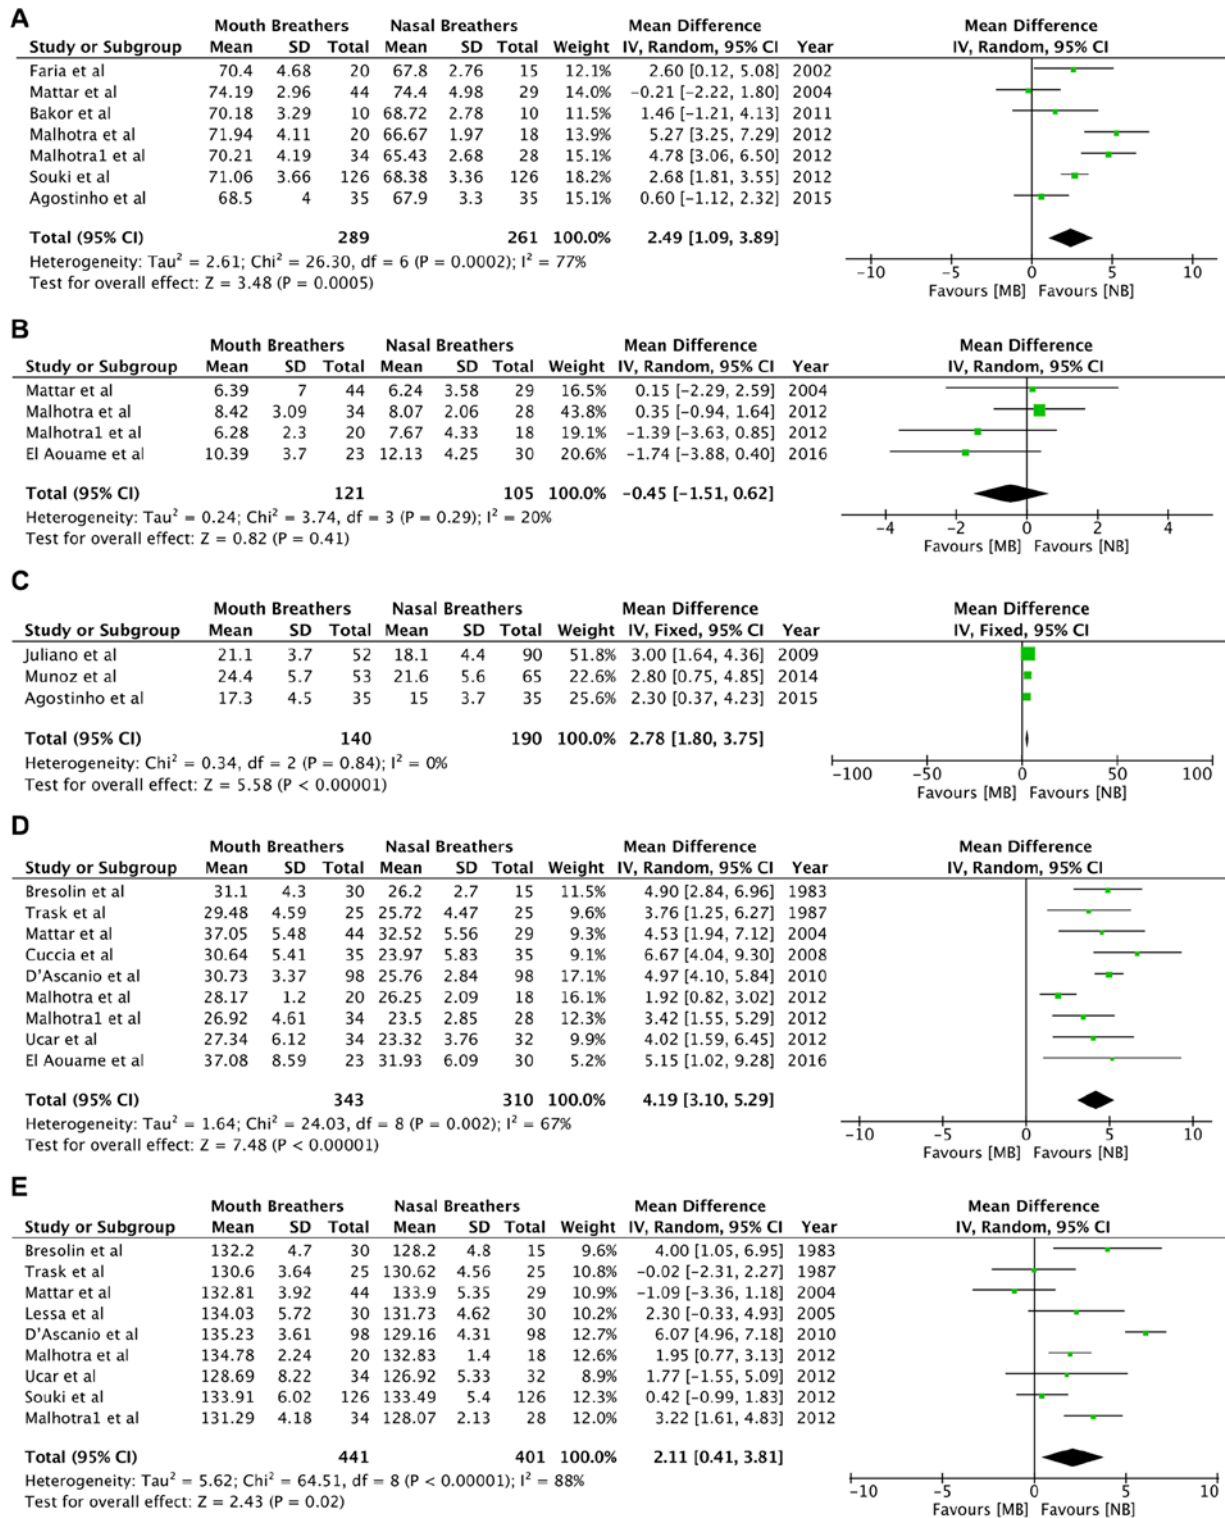 A
Mouth Breathers Nasal Breathers Mean Difference Mean Difference
Study or Subgroup Mean SD Total Mean SD Total Weight IV, Random, 95% CI Year IV, Random, 95% CI
Faria et al 70.4 4.68 20 67.8 2.76 15 12.1% 2.60 [0.12, 5.08] 2002
Mattar et al 74.19 2.96 44 74.4 4.98 29 14.0% −0.21 [−2.22, 1.80] 2004
Bakor et al 70.18 3.29 10 68.72 2.78 10 11.5% 1.46 [−1.21, 4.13] 2011
Malhotra et al 71.94 4.11 20 66.67 1.97 18 13.9% 5.27 [3.25, 7.29] 2012
Malhotra1 et al 70.21 4.19 34 65.43 2.68 28 15.1% 4.78 [3.06, 6.50] 2012
Souki et al 71.06 3.66 126 68.38 3.36 126 18.2% 2.68 [1.81, 3.55] 2012
Agostinho et al 68.5 4 35 67.9 3.3 35 15.1% 0.60 [−1.12, 2.32] 2015
Total (95% CI) 289 261 100.0% 2.49 [1.09, 3.89]
Heterogeneity: Tau² = 2.61; Chi² = 26.30, df = 6 (P = 0.0002); I² = 77%
Test for overall effect: Z = 3.48 (P = 0.0005)
−10 −5 0 5 10
Favours [MB] Favours [NB]
B
Mouth Breathers Nasal Breathers Mean Difference Mean Difference
Study or Subgroup Mean SD Total Mean SD Total Weight IV, Random, 95% CI Year IV, Random, 95% CI
Mattar et al 6.39 7 44 6.24 3.58 29 16.5% 0.15 [−2.29, 2.59] 2004
Malhotra et al 8.42 3.09 34 8.07 2.06 28 43.8% 0.35 [−0.94, 1.64] 2012
Malhotra1 et al 6.28 2.3 20 7.67 4.33 18 19.1% −1.39 [−3.63, 0.85] 2012
El Aouame et al 10.39 3.7 23 12.13 4.25 30 20.6% −1.74 [−3.88, 0.40] 2016
Total (95% CI) 121 105 100.0% −0.45 [−1.51, 0.62]
Heterogeneity: Tau² = 0.24; Chi² = 3.74, df = 3 (P = 0.29); I² = 20%
Test for overall effect: Z = 0.82 (P = 0.41)
−4 −2 0 2 4
Favours [MB] Favours [NB]
C
Mouth Breathers Nasal Breathers Mean Difference Mean Difference
Study or Subgroup Mean SD Total Mean SD Total Weight IV, Fixed, 95% CI Year IV, Fixed, 95% CI
Juliano et al 21.1 3.7 52 18.1 4.4 90 51.8% 3.00 [1.64, 4.36] 2009
Munoz et al 24.4 5.7 53 21.6 5.6 65 22.6% 2.80 [0.75, 4.85] 2014
Agostinho et al 17.3 4.5 35 15 3.7 35 25.6% 2.30 [0.37, 4.23] 2015
Total (95% CI) 140 190 100.0% 2.78 [1.80, 3.75]
Heterogeneity: Chi² = 0.34, df = 2 (P = 0.84); I² = 0%
Test for overall effect: Z = 5.58 (P < 0.00001)
−100 −50 0 50 100
Favours [MB] Favours [NB]
D
Mouth Breathers Nasal Breathers Mean Difference Mean Difference
Study or Subgroup Mean SD Total Mean SD Total Weight IV, Random, 95% CI Year IV, Random, 95% CI
Bresolin et al 31.1 4.3 30 26.2 2.7 15 11.5% 4.90 [2.84, 6.96] 1983
Trask et al 29.48 4.59 25 25.72 4.47 25 9.6% 3.76 [1.25, 6.27] 1987
Mattar et al 37.05 5.48 44 32.52 5.56 29 9.3% 4.53 [1.94, 7.12] 2004
Cuccia et al 30.64 5.41 35 23.97 5.83 35 9.1% 6.67 [4.04, 9.30] 2008
D'Ascanio et al 30.73 3.37 98 25.76 2.84 98 17.1% 4.97 [4.10, 5.84] 2010
Malhotra et al 28.17 1.2 20 26.25 2.09 18 16.1% 1.92 [0.82, 3.02] 2012
Malhotra1 et al 26.92 4.61 34 23.5 2.85 28 12.3% 3.42 [1.55, 5.29] 2012
Ucar et al 27.34 6.12 34 23.32 3.76 32 9.9% 4.02 [1.59, 6.45] 2012
El Aouame et al 37.08 8.59 23 31.93 6.09 30 5.2% 5.15 [1.02, 9.28] 2016
Total (95% CI) 343 310 100.0% 4.19 [3.10, 5.29]
Heterogeneity: Tau² = 1.64; Chi² = 24.03, df = 8 (P = 0.002); I² = 67%
Test for overall effect: Z = 7.48 (P < 0.00001)
−10 −5 0 5 10
Favours [MB] Favours [NB]
E
Mouth Breathers Nasal Breathers Mean Difference Mean Difference
Study or Subgroup Mean SD Total Mean SD Total Weight IV, Random, 95% CI Year IV, Random, 95% CI
Bresolin et al 132.2 4.7 30 128.2 4.8 15 9.6% 4.00 [1.05, 6.95] 1983
Trask et al 130.6 3.64 25 130.62 4.56 25 10.8% −0.02 [−2.31, 2.27] 1987
Mattar et al 132.81 3.92 44 133.9 5.35 29 10.9% −1.09 [−3.36, 1.18] 2004
Lessa et al 134.03 5.72 30 131.73 4.62 30 10.2% 2.30 [−0.33, 4.93] 2005
D'Ascanio et al 135.23 3.61 98 129.16 4.31 98 12.7% 6.07 [4.96, 7.18] 2010
Malhotra et al 134.78 2.24 20 132.83 1.4 18 12.6% 1.95 [0.77, 3.13] 2012
Ucar et al 128.69 8.22 34 126.92 5.33 32 8.9% 1.77 [−1.55, 5.09] 2012
Souki et al 133.91 6.02 126 133.49 5.4 126 12.3% 0.42 [−0.99, 1.83] 2012
Malhotra1 et al 131.29 4.18 34 128.07 2.13 28 12.0% 3.22 [1.61, 4.83] 2012
Total (95% CI) 441 401 100.0% 2.11 [0.41, 3.81]
Heterogeneity: Tau² = 5.62; Chi² = 64.51, df = 8 (P < 0.00001); I² = 88%
Test for overall effect: Z = 2.43 (P = 0.02)
−10 −5 0 5 10
Favours [MB] Favours [NB]